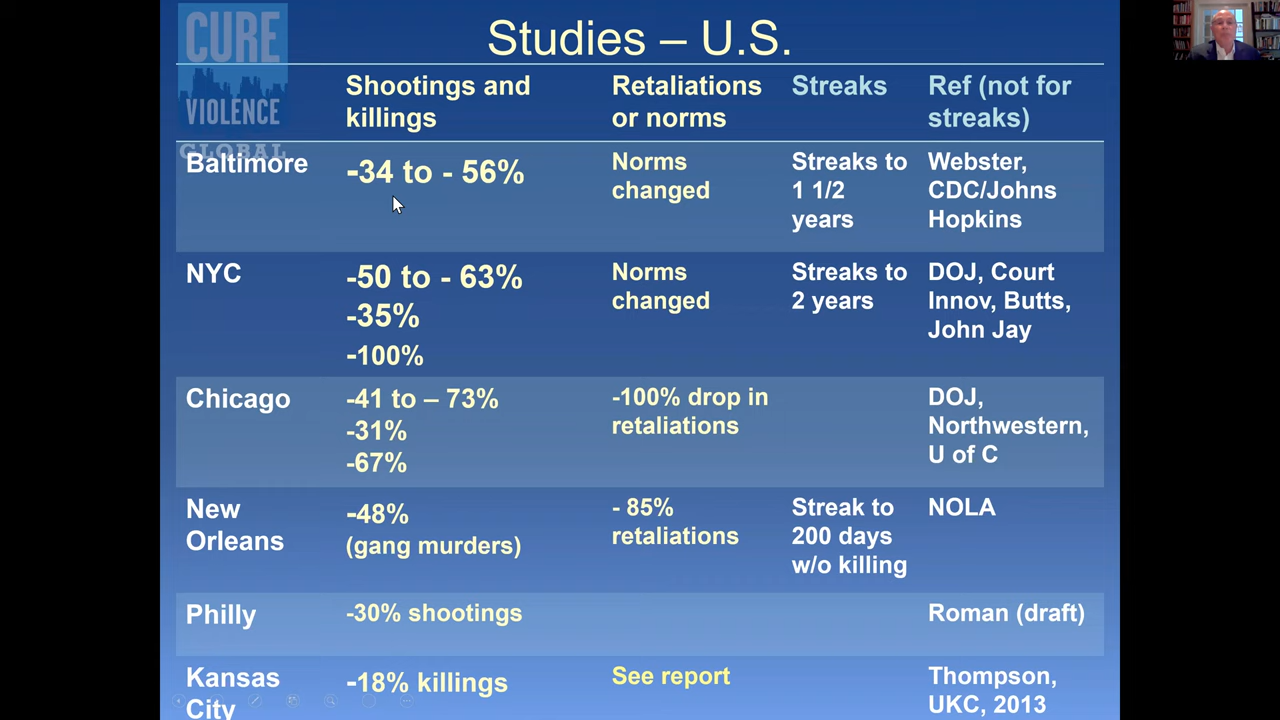 CURE
VIOLENCE
GLOBAL
Studies – U.S.
Shootings and
killings
Retaliations
or norms
Streaks
Ref (not for
streaks)
Baltimore
-34 to - 56%
Norms
changed
Streaks to
1 1/2
years
Webster,
CDC/Johns
Hopkins
NYC
-50 to - 63%
-35%
-100%
Norms
changed
Streaks to
2 years
DOJ, Court
Innov, Butts,
John Jay
Chicago
-41 to – 73%
-31%
-67%
-100% drop in
retaliations
DOJ,
Northwestern,
U of C
New
Orleans
-48%
(gang murders)
- 85%
retaliations
Streak to
200 days
w/o killing
NOLA
Philly
-30% shootings
Roman (draft)
Kansas
City
-18% killings
See report
Thompson,
UKC, 2013